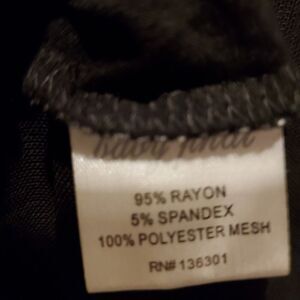 95% RAYON
5% SPANDEX
100% POLYESTER MESH
RN# 136301